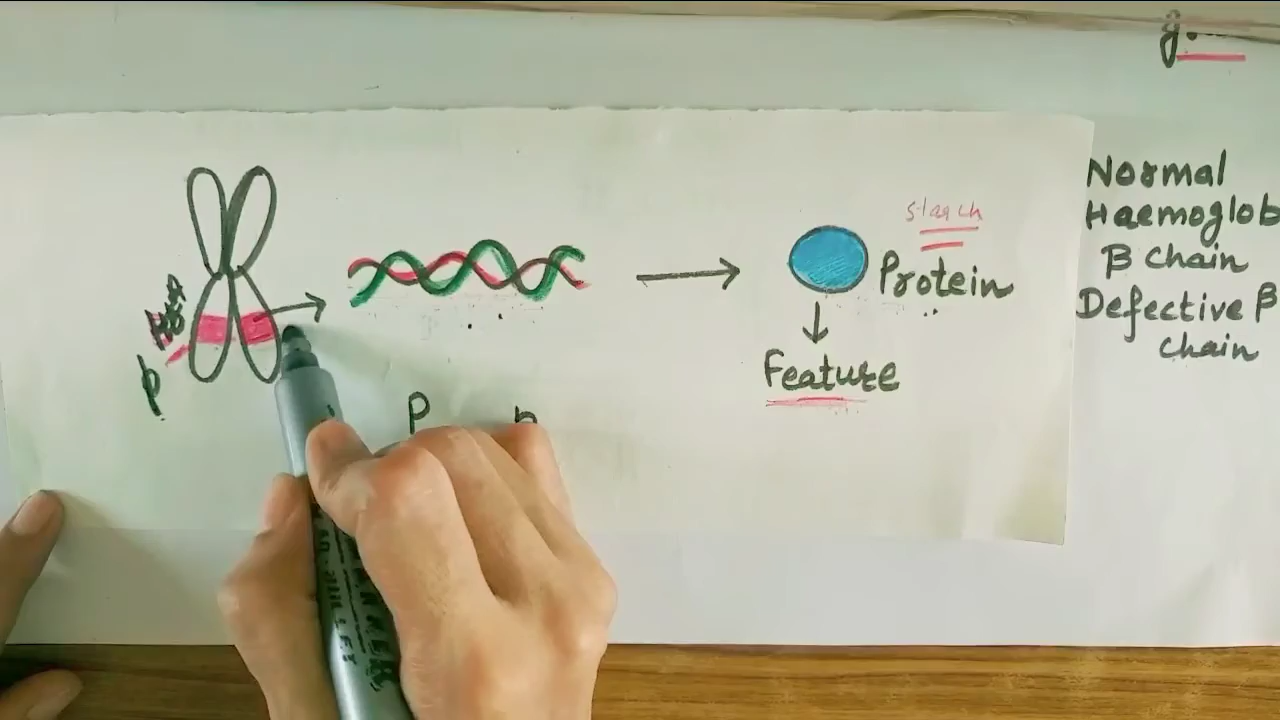 starch
Protein
Feature
p
p
Normal
Haemoglob
β Chain
Defective β
Chain